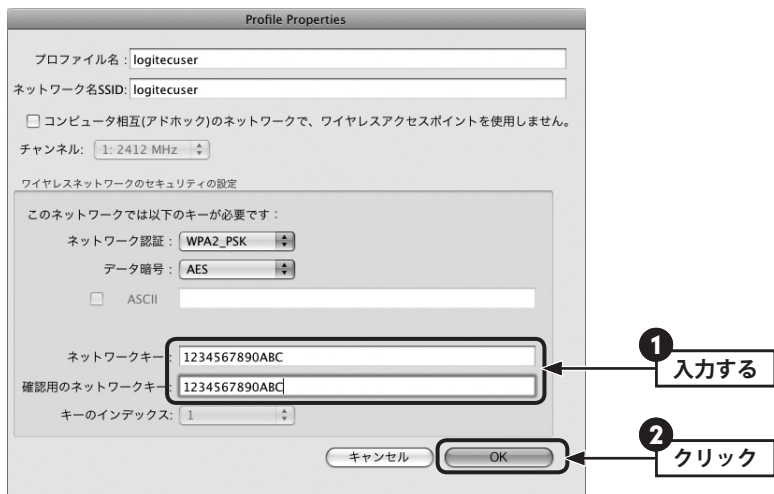 Profile Properties
プロファイル名 : logitecuser
ネットワーク名SSID: logitecuser
コンピュータ相互(アドホック)のネットワークで、ワイヤレスアクセスポイントを使用しません。
チャンネル: 1: 2412 MHz
ワイヤレスネットワークのセキュリティの設定
このネットワークでは以下のキーが必要です :
ネットワーク認証 : WPA2_PSK
データ暗号 : AES
ASCII
ネットワークキー : 1234567890ABC
確認用のネットワークキー: 1234567890ABC
キーのインデックス: 1
キャンセル OK
1
入力する
2
クリック